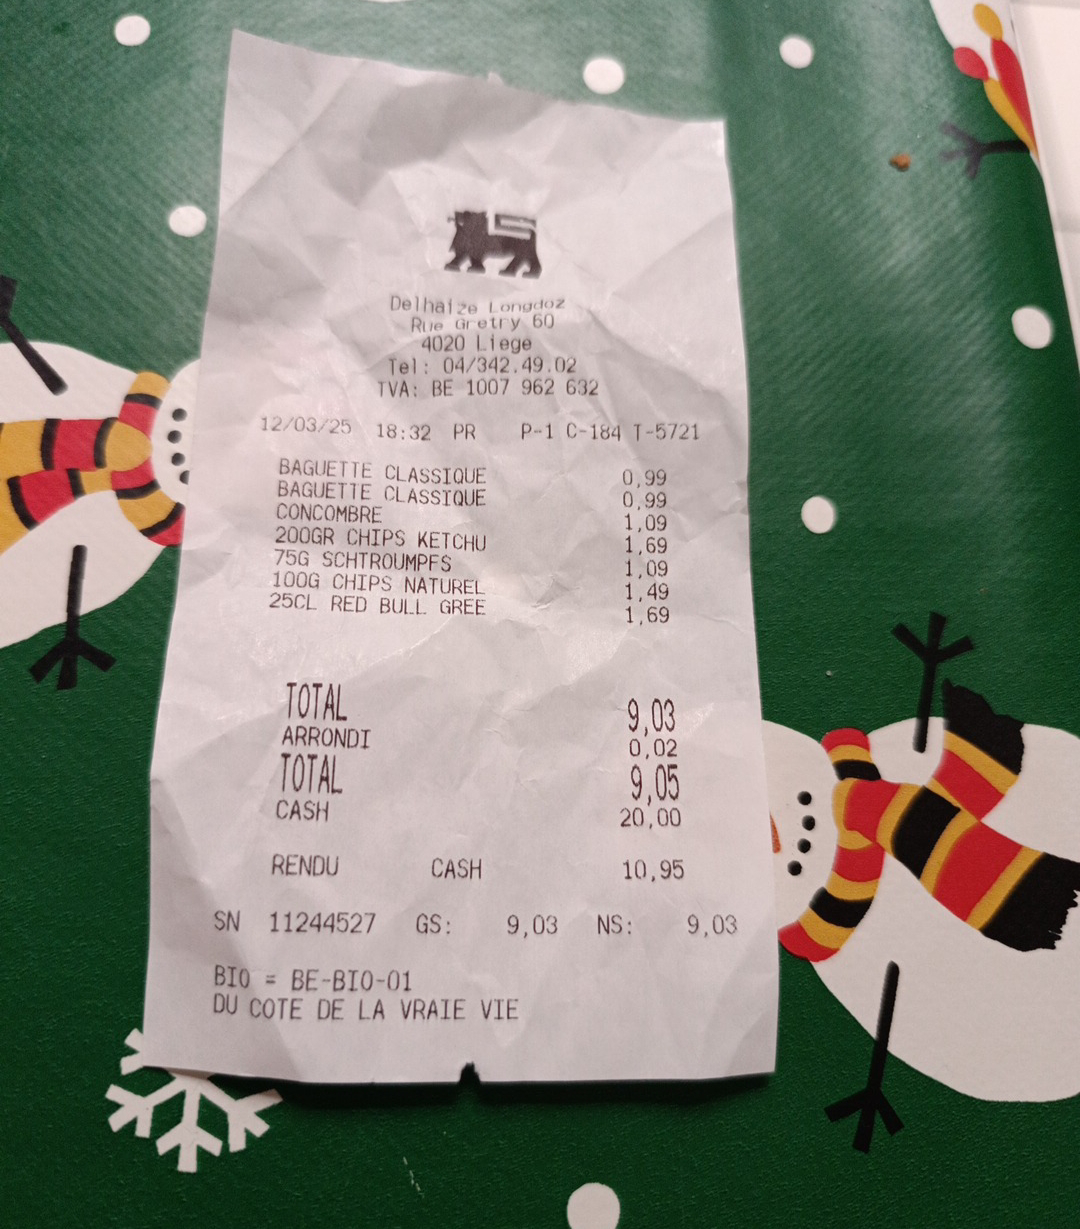 Delhaize Longdoz
Rue Gretry 60
4020 Liege
Tel: 04/342.49.02
TVA: BE 1007 962 632
12/03/25 18:32 PR P-1 C-184 T-5721
BAGUETTE CLASSIQUE 0,99
BAGUETTE CLASSIQUE 0,99
CONCOMBRE 1,09
200GR CHIPS KETCHU 1,69
75G SCHTROUMPFS 1,09
100G CHIPS NATUREL 1,49
25CL RED BULL GREE 1,69
TOTAL 9,03
ARRONDI 0,02
TOTAL 9,05
CASH 20,00
RENDU CASH 10,95
SN 11244527 GS: 9,03 NS: 9,03
BIO = BE-BIO-01
DU COTE DE LA VRAIE VIE